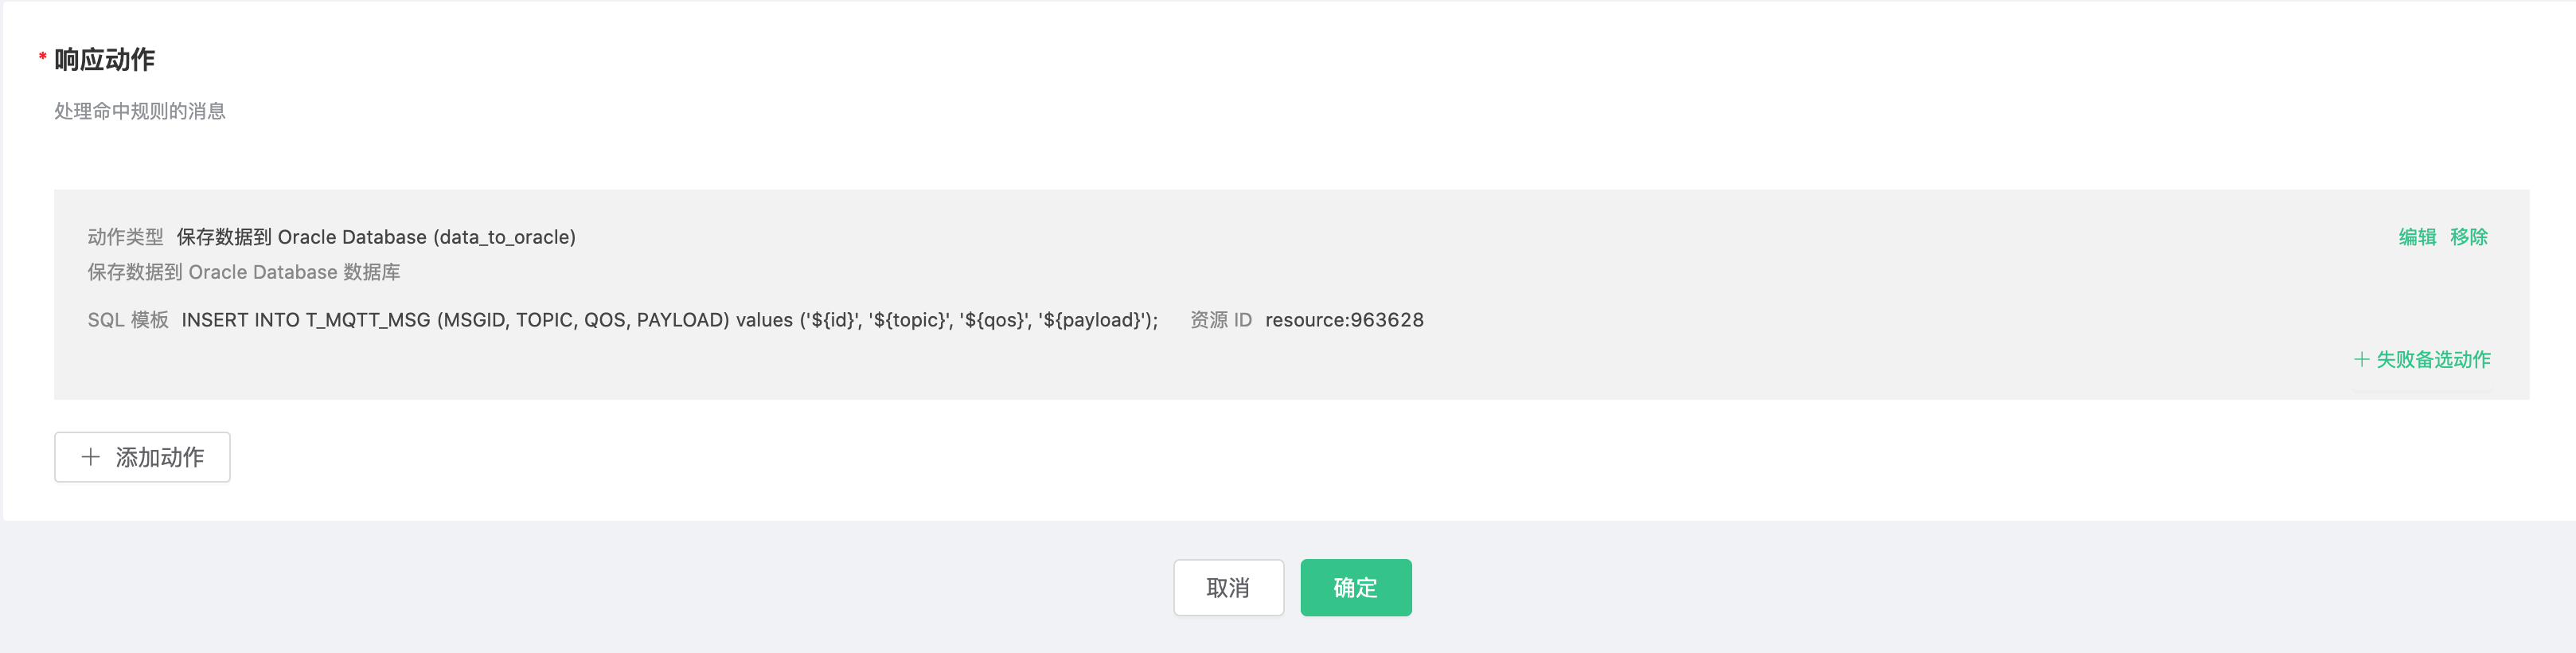 * 响应动作
处理命中规则的消息
动作类型 保存数据到 Oracle Database (data_to_oracle) 编辑 移除
保存数据到 Oracle Database 数据库
SQL 模板 INSERT INTO T_MQTT_MSG (MSGID, TOPIC, QOS, PAYLOAD) values ('${id}', '${topic}', '${qos}', '${payload}'); 资源 ID resource:963628
+ 失败备选动作
+ 添加动作
取消 确定